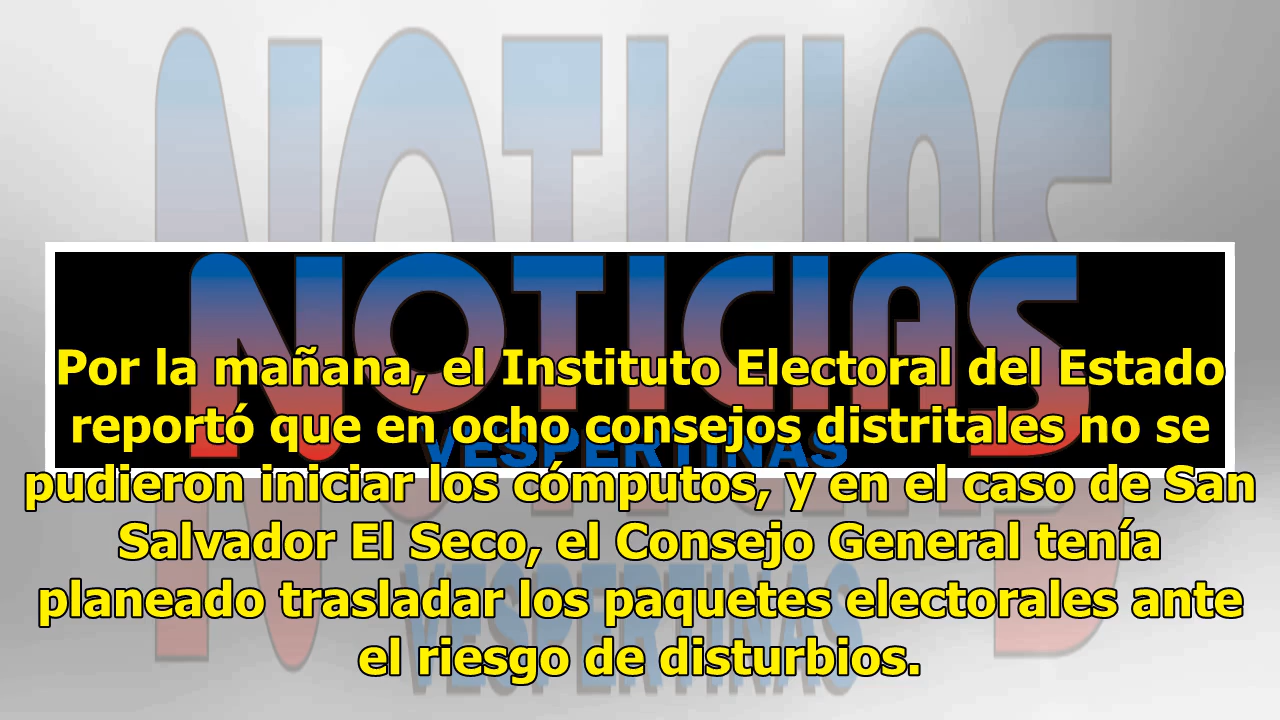 NOTICIAS
NOTICIAS
VESPERTINAS
Por la mañana, el Instituto Electoral del Estado
reportó que en ocho consejos distritales no se
pudieron iniciar los cómputos, y en el caso de San
Salvador El Seco, el Consejo General tenía
planeado trasladar los paquetes electorales ante
el riesgo de disturbios.
VESPERTINAS